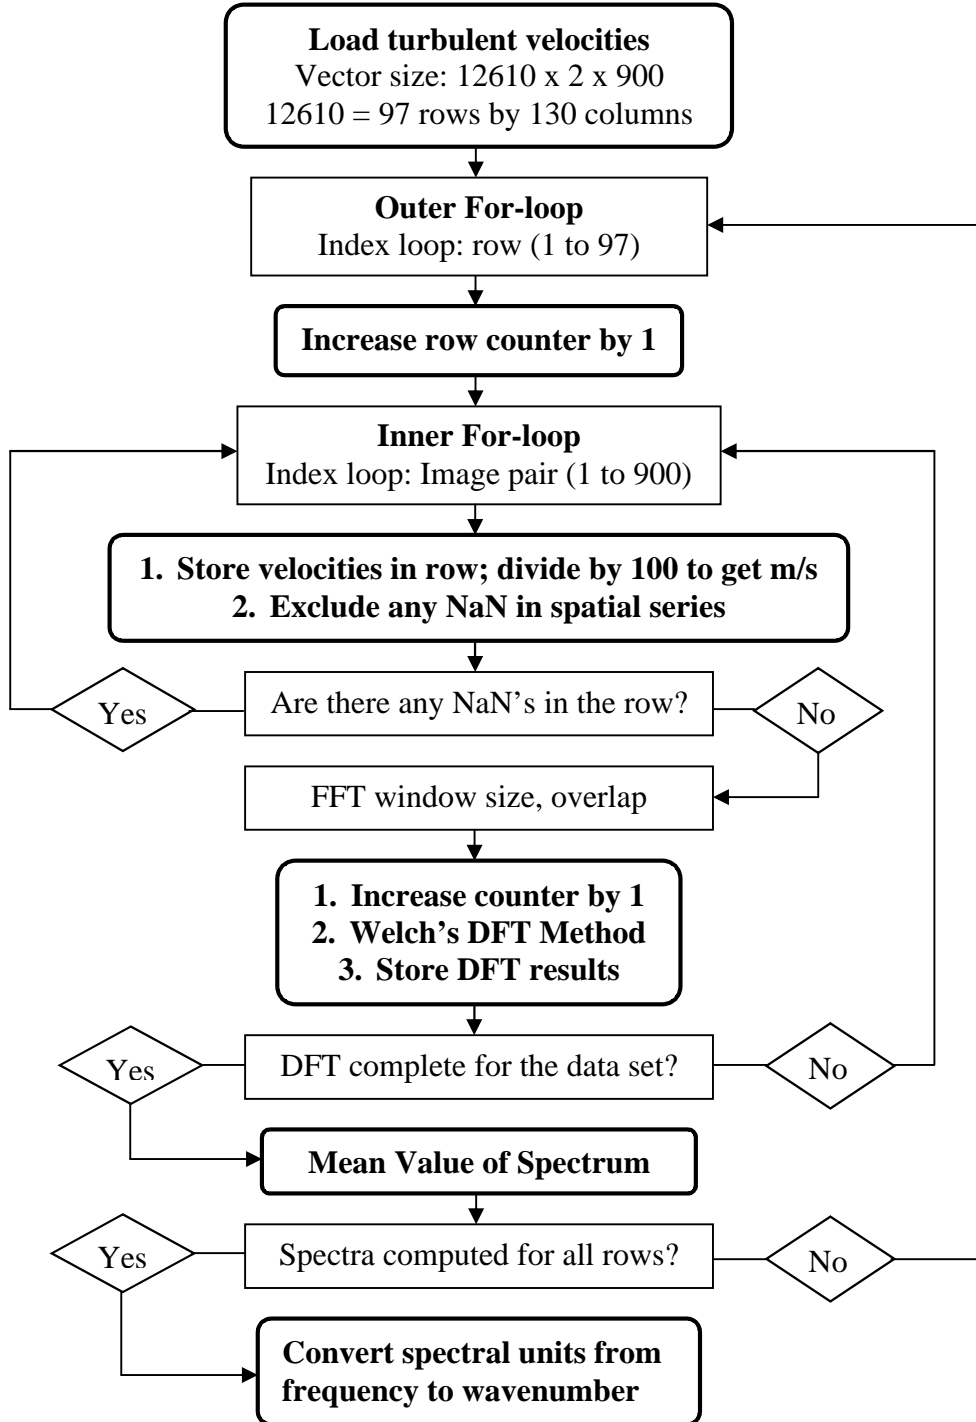 Load turbulent velocities
Vector size: 12610 x 2 x 900
12610 = 97 rows by 130 columns
Outer For-loop
Index loop: row (1 to 97)
Increase row counter by 1
Inner For-loop
Index loop: Image pair (1 to 900)
1. Store velocities in row; divide by 100 to get m/s
2. Exclude any NaN in spatial series
Yes
Are there any NaN’s in the row?
No
FFT window size, overlap
1. Increase counter by 1
2. Welch’s DFT Method
3. Store DFT results
Yes
DFT complete for the data set?
No
Mean Value of Spectrum
Yes
Spectra computed for all rows?
No
Convert spectral units from
frequency to wavenumber